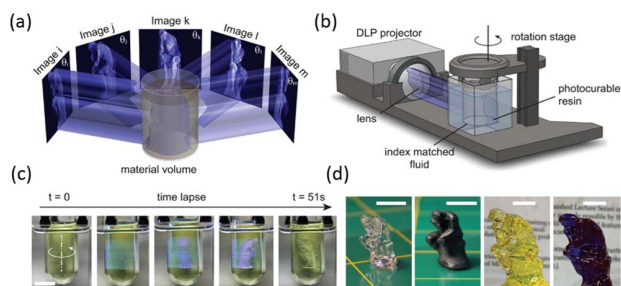 (a)
Image i
θi
Image j
θj
Image k
θk
Image l
θl
Image m
θm
material volume
(b)
DLP projector
rotation stage
photocurable
resin
lens
index matched
fluid
(c)
t = 0
time lapse
t = 51s
(d)